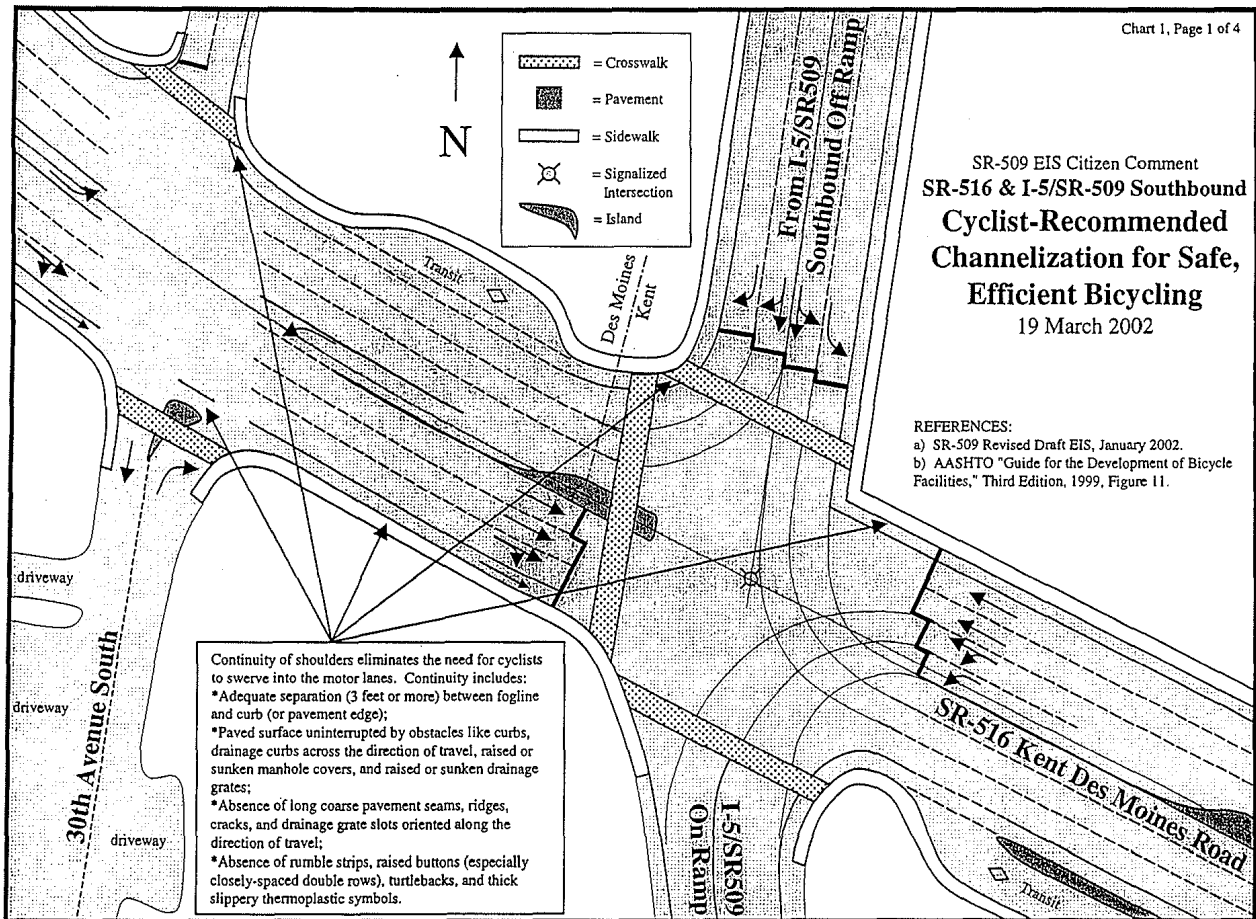 Chart 1, Page 1 of 4
= Crosswalk
= Pavement
= Sidewalk
= Signalized
Intersection
= Island
N
SR-509 EIS Citizen Comment
SR-516 & I-5/SR-509 Southbound
Cyclist-Recommended
Channelization for Safe,
Efficient Bicycling
19 March 2002
REFERENCES:
a) SR-509 Revised Draft EIS, January 2002.
b) AASHTO "Guide for the Development of Bicycle
Facilities," Third Edition, 1999, Figure 11.
From I-5/SR509
Southbound Off Ramp
Transit
Des Moines
Kent
driveway
driveway
driveway
30th Avenue South
Continuity of shoulders eliminates the need for cyclists
to swerve into the motor lanes. Continuity includes:
*Adequate separation (3 feet or more) between fogline
and curb (or pavement edge);
*Paved surface uninterrupted by obstacles like curbs,
drainage curbs across the direction of travel, raised or
sunken manhole covers, and raised or sunken drainage
grates;
*Absence of long coarse pavement seams, ridges,
cracks, and drainage grate slots oriented along the
direction of travel;
*Absence of rumble strips, raised buttons (especially
closely-spaced double rows), turtlebacks, and thick
slippery thermoplastic symbols.
I-5/SR509
On Ramp
SR-516 Kent Des Moines Road
Transit